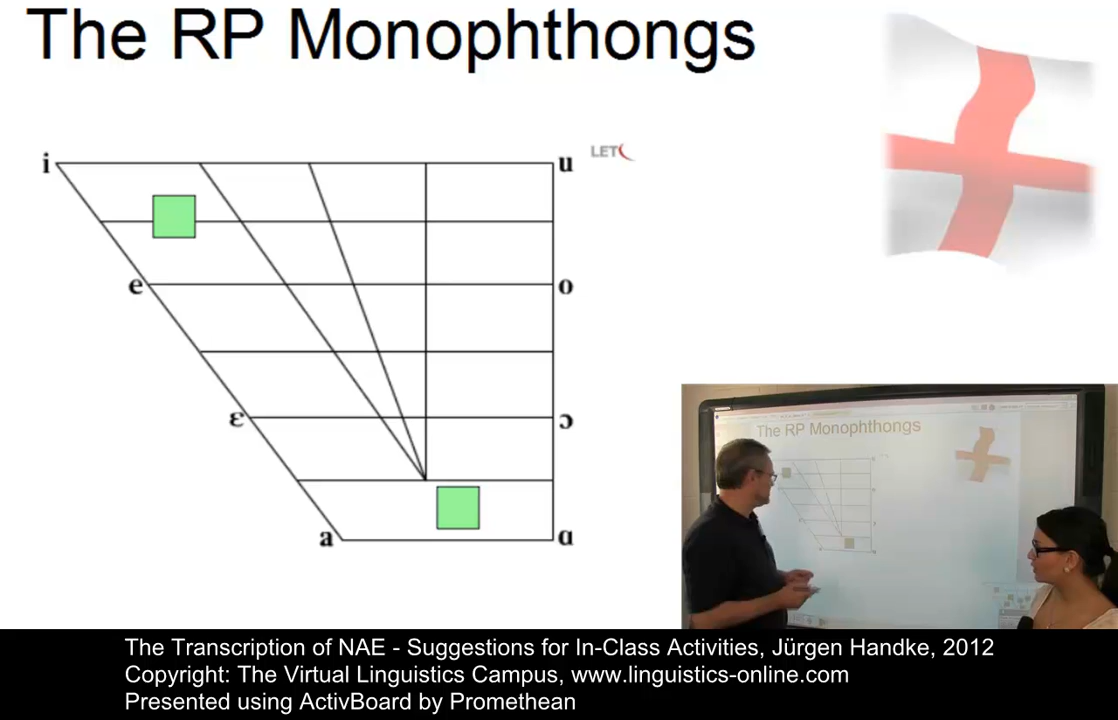 The RP Monophthongs
i
u
LET
e
o
ɛ
ɔ
a
ɑ
The RP Monophthongs
The Transcription of NAE - Suggestions for In-Class Activities, Jürgen Handke, 2012
Copyright: The Virtual Linguistics Campus, www.linguistics-online.com
Presented using ActivBoard by Promethean